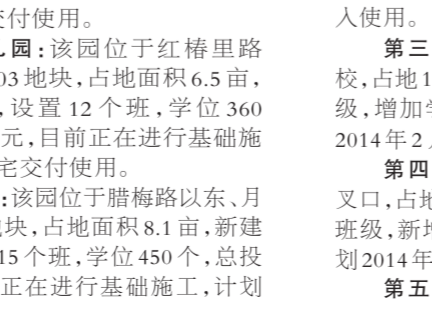 交付使用。
儿园:该园位于红椿里路
03地块,占地面积6.5亩,
,设置12个班,学位360
元,目前正在进行基础施
宅交付使用。
:该园位于腊梅路以东、月
地块,占地面积8.1亩,新建
15个班,学位450个,总投
正在进行基础施工,计划
入使用。
第三
校,占地1
级,增加学
2014年2月
第四
叉口,占地
班级,新增
划2014年
第五